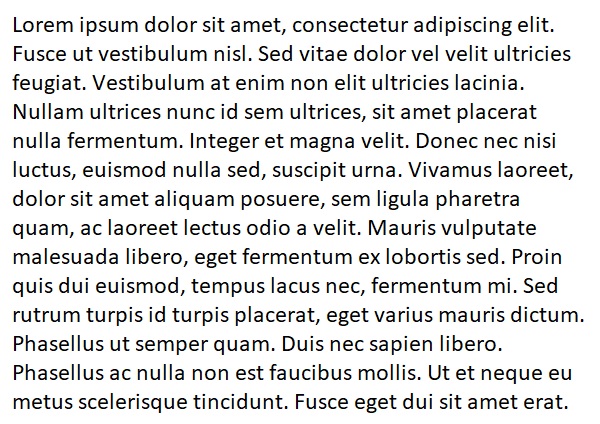 Lorem ipsum dolor sit amet, consectetur adipiscing elit.
Fusce ut vestibulum nisl. Sed vitae dolor vel velit ultricies
feugiat. Vestibulum at enim non elit ultricies lacinia.
Nullam ultrices nunc id sem ultrices, sit amet placerat
nulla fermentum. Integer et magna velit. Donec nec nisi
luctus, euismod nulla sed, suscipit urna. Vivamus laoreet,
dolor sit amet aliquam posuere, sem ligula pharetra
quam, ac laoreet lectus odio a velit. Mauris vulputate
malesuada libero, eget fermentum ex lobortis sed. Proin
quis dui euismod, tempus lacus nec, fermentum mi. Sed
rutrum turpis id turpis placerat, eget varius mauris dictum.
Phasellus ut semper quam. Duis nec sapien libero.
Phasellus ac nulla non est faucibus mollis. Ut et neque eu
metus scelerisque tincidunt. Fusce eget dui sit amet erat.